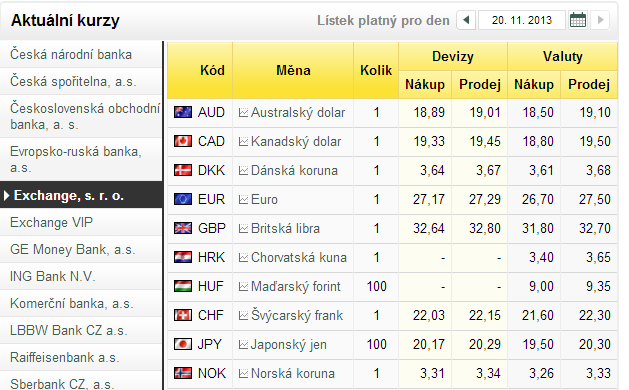 Aktuální kurzy
Lístek platný pro den 20. 11. 2013
Česká národní banka
Česká spořitelna, a.s.
Československá obchodní
banka, a. s.
Evropsko-ruská banka,
a.s.
Exchange, s. r. o.
Exchange VIP
GE Money Bank, a.s.
ING Bank N.V.
Komerční banka, a.s.
LBBW Bank CZ a.s.
Raiffeisenbank a.s.
Sberbank CZ, a.s.
Devizy Valuty
Kód Měna Kolik Nákup Prodej Nákup Prodej
AUD Australský dolar 1 18,89 19,01 18,50 19,10
CAD Kanadský dolar 1 19,33 19,45 18,80 19,50
DKK Dánská koruna 1 3,64 3,67 3,61 3,68
EUR Euro 1 27,17 27,29 26,70 27,50
GBP Britská libra 1 32,64 32,80 31,80 32,70
HRK Chorvatská kuna 1 - - 3,40 3,65
HUF Maďarský forint 100 - - 9,00 9,35
CHF Švýcarský frank 1 22,03 22,15 21,60 22,30
JPY Japonský jen 100 20,17 20,29 19,50 20,30
NOK Norská koruna 1 3,31 3,34 3,26 3,33